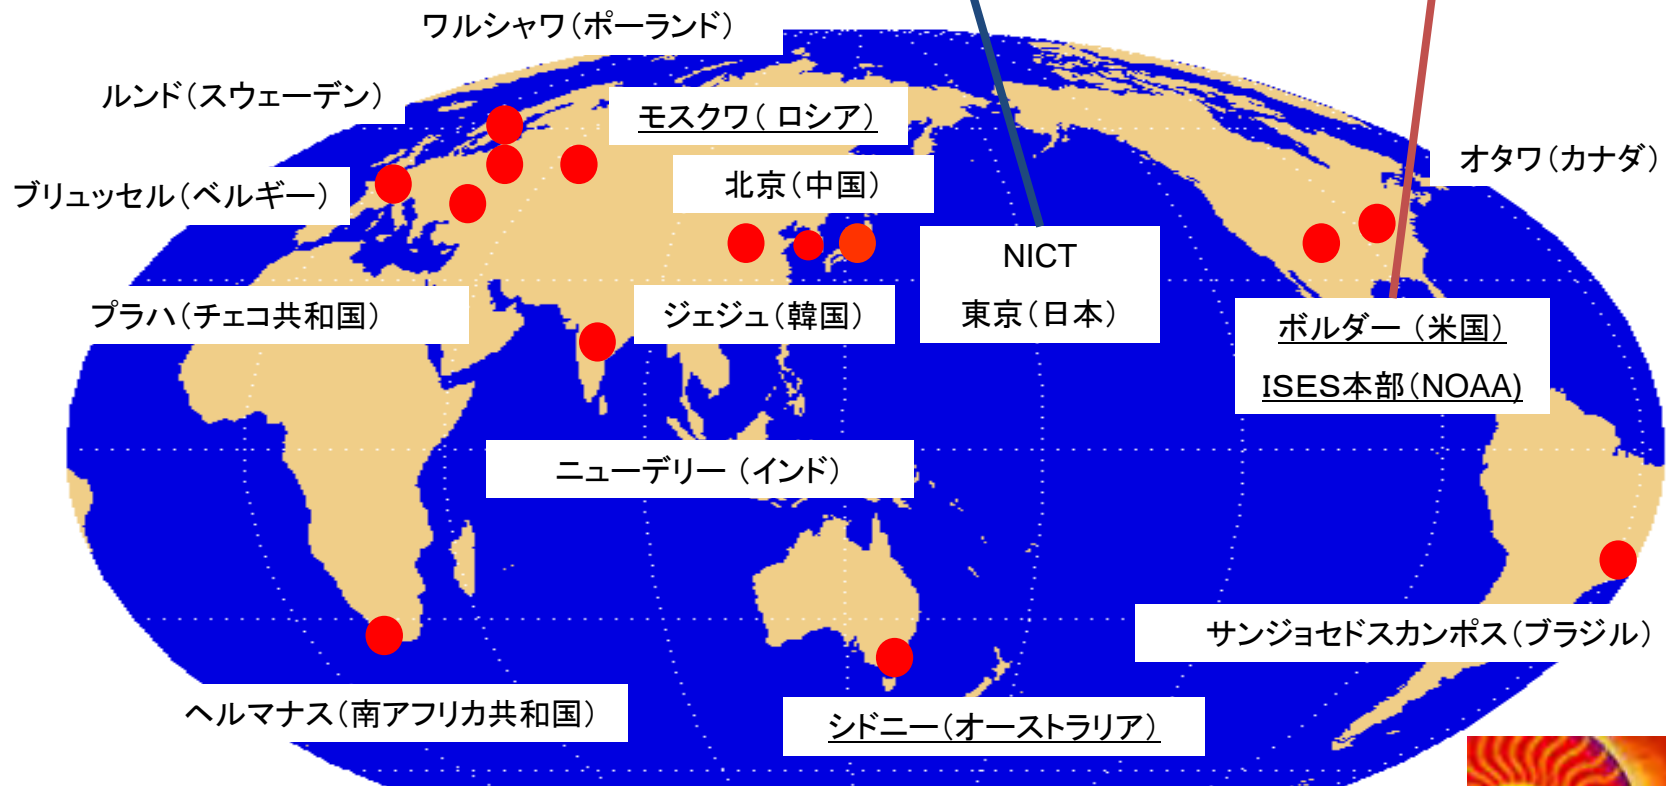 ワルシャワ（ポーランド）
ルンド（スウェーデン）
モスクワ（ ロシア）
オタワ（カナダ）
ブリュッセル（ベルギー）
北京（中国）
NICT
東京（日本）
プラハ（チェコ共和国）
ジェジュ（韓国）
ボルダー （米国）
ISES本部（NOAA)
ニューデリー （インド）
サンジョセドスカンポス（ブラジル）
ヘルマナス（南アフリカ共和国）
シドニー（オーストラリア）